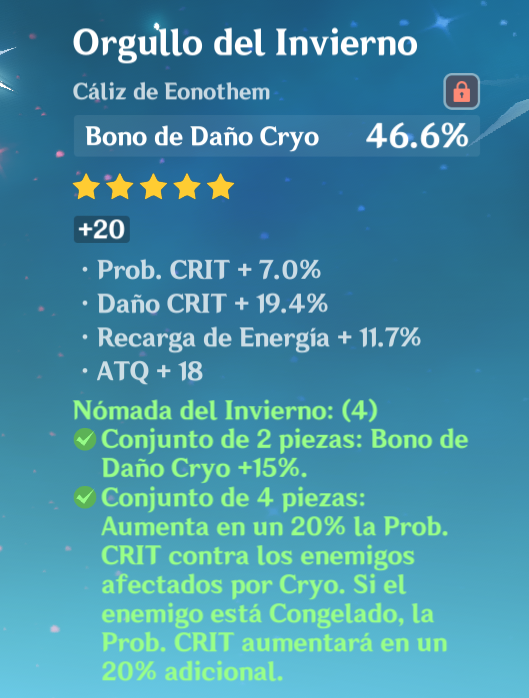 Orgullo del Invierno
Cáliz de Eonothem
Bono de Daño Cryo 46.6%
+20
· Prob. CRIT + 7.0%
· Daño CRIT + 19.4%
· Recarga de Energía + 11.7%
· ATQ + 18
Nómada del Invierno: (4)
Conjunto de 2 piezas: Bono de
Daño Cryo +15%.
Conjunto de 4 piezas:
Aumenta en un 20% la Prob.
CRIT contra los enemigos
afectados por Cryo. Si el
enemigo está Congelado, la
Prob. CRIT aumentará en un
20% adicional.